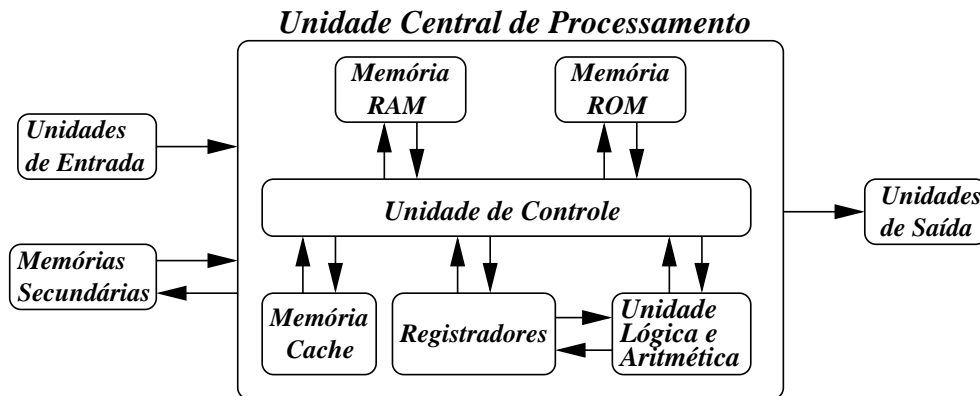 Unidade Central de Processamento
Memória
RAM
Memória
ROM
Unidades
de Entrada
Unidade de Controle
Unidades
de Saída
Memórias
Secundárias
Memória
Cache
Registradores
Unidade
Lógica e
Aritmética